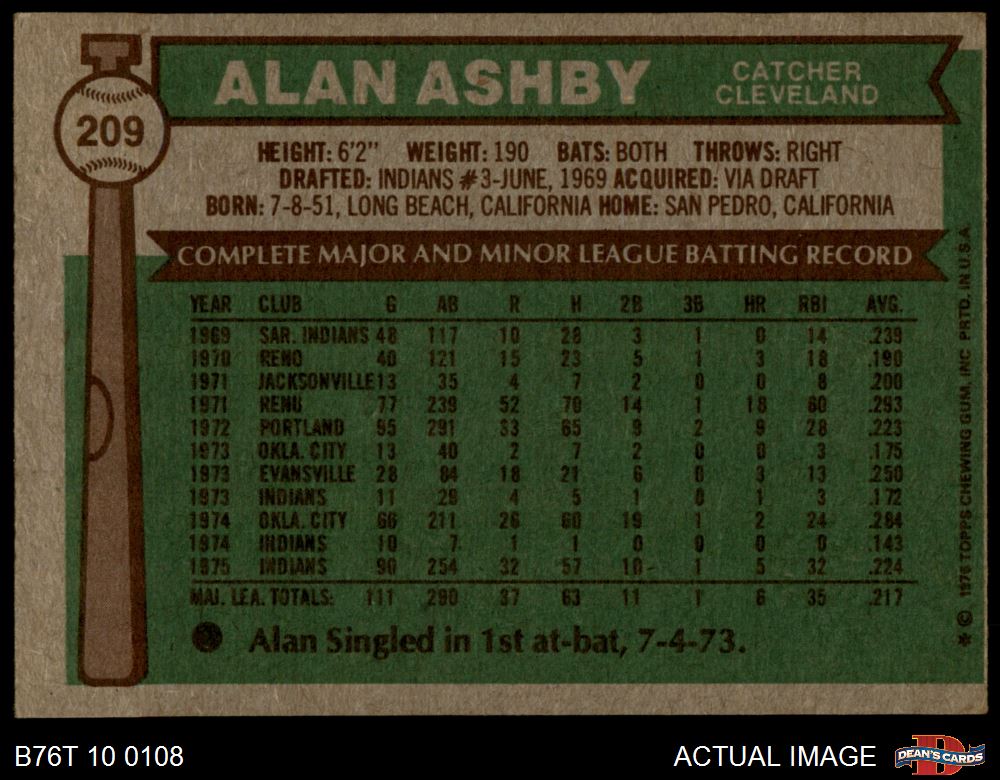 209
ALAN ASHBY
CATCHER
CLEVELAND
HEIGHT: 6'2" WEIGHT: 190 BATS: BOTH THROWS: RIGHT
DRAFTED: INDIANS #3-JUNE, 1969 ACQUIRED: VIA DRAFT
BORN: 7-8-51, LONG BEACH, CALIFORNIA HOME: SAN PEDRO, CALIFORNIA
COMPLETE MAJOR AND MINOR LEAGUE BATTING RECORD
YEAR CLUB G AB R H 2B 3B HR RBI AVG.
1969 SAR. INDIANS 48 117 10 28 3 1 0 14 .239
1970 RENO 40 121 15 23 5 1 3 18 .190
1971 JACKSONVILLE 13 35 4 7 2 0 0 8 .200
1971 RENO 77 239 52 70 14 1 18 60 .293
1972 PORTLAND 95 291 33 65 9 2 9 28 .223
1973 OKLA. CITY 13 40 2 7 2 0 0 3 .175
1973 EVANSVILLE 28 84 18 21 6 0 3 13 .250
1973 INDIANS 11 29 4 5 1 0 1 3 .172
1974 OKLA. CITY 66 211 26 60 19 1 2 24 .284
1974 INDIANS 10 7 1 1 0 0 0 0 .143
1975 INDIANS 90 254 32 57 10 1 5 32 .224
MAJ. LEA. TOTALS: 111 290 37 63 11 1 6 35 .217
Alan Singled in 1st at-bat, 7-4-73.
* © 1976 TOPPS CHEWING GUM, INC. PRTD. IN U.S.A.
B76T 10 0108
ACTUAL IMAGE
D
DEAN'S CARDS